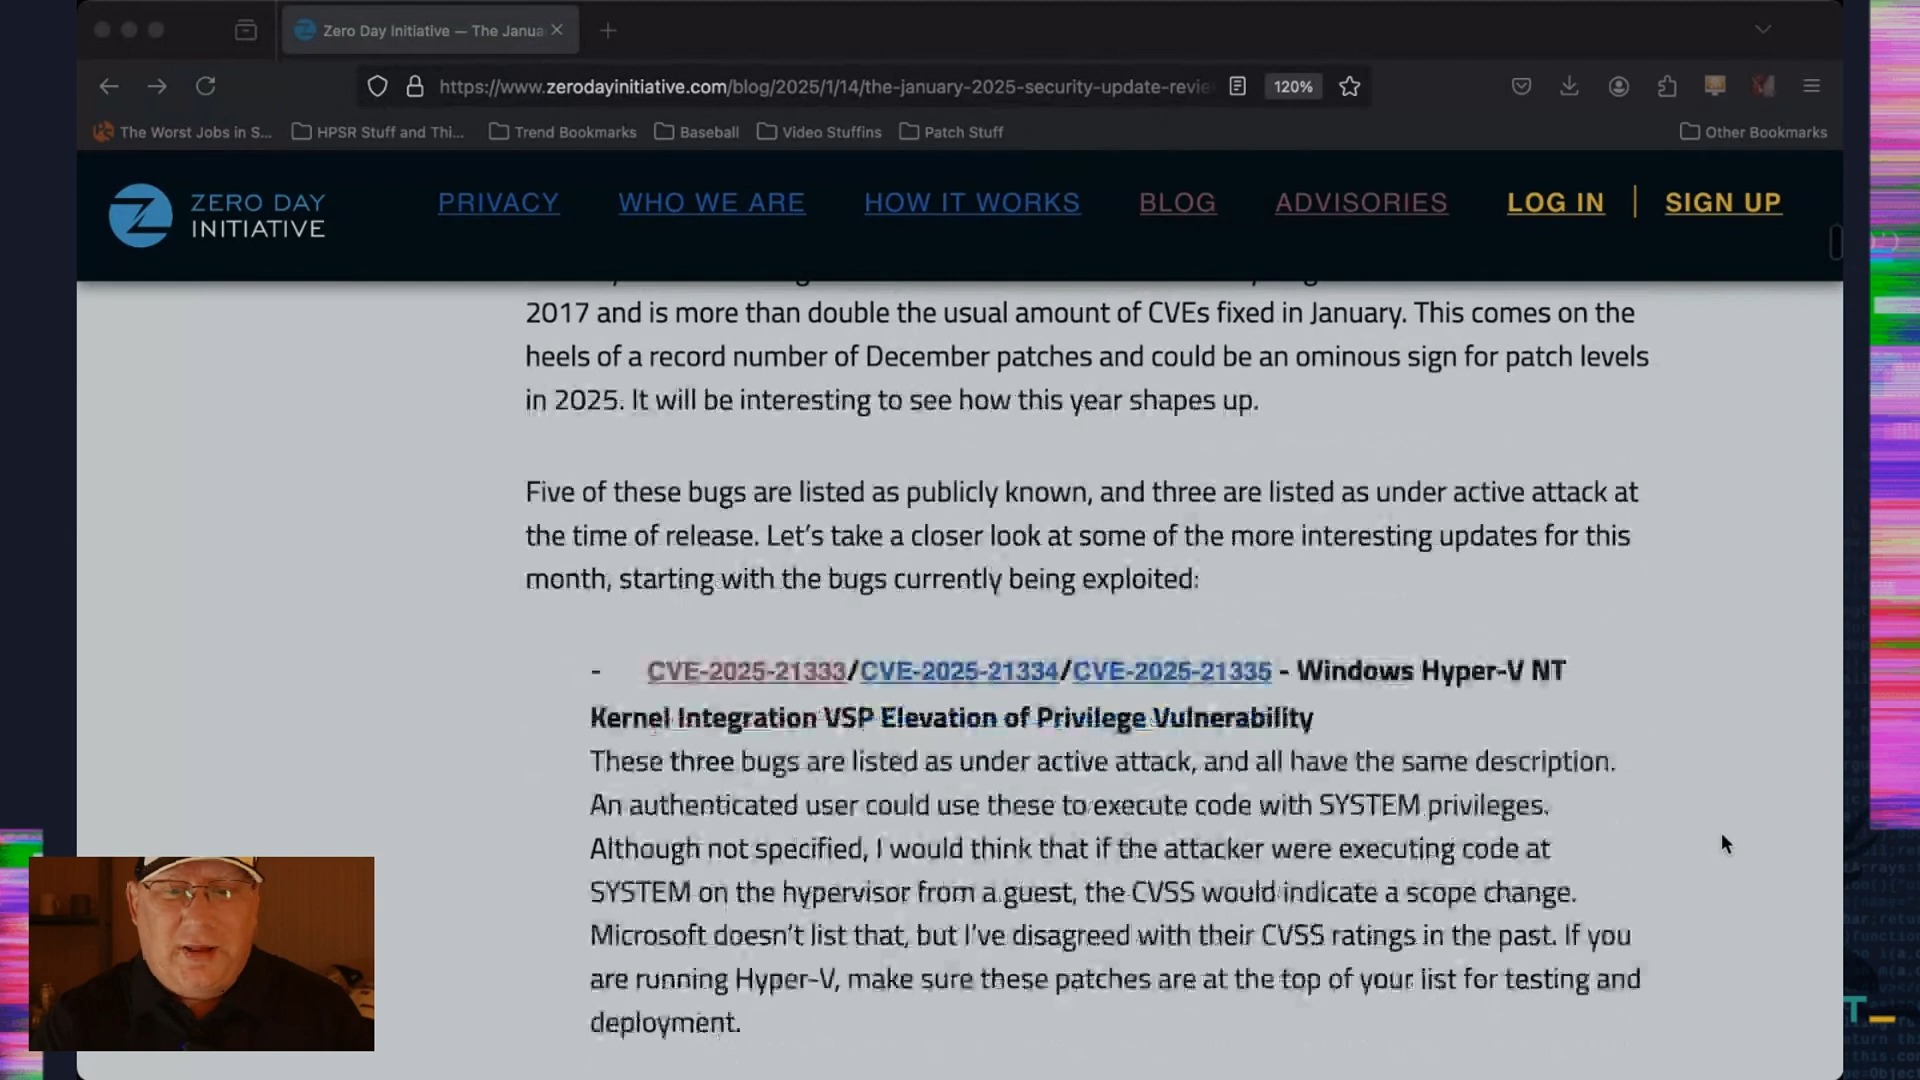 Zero Day Initiative — The Janua
https://www.zerodayinitiative.com/blog/2025/1/14/the-january-2025-security-update-revie
120%
The Worst Jobs in S...
HPSR Stuff and Thi...
Trend Bookmarks
Baseball
Video Stuffins
Patch Stuff
Other Bookmarks
ZERO DAY
INITIATIVE
PRIVACY
WHO WE ARE
HOW IT WORKS
BLOG
ADVISORIES
LOG IN
SIGN UP
2017 and is more than double the usual amount of CVEs fixed in January. This comes on the
heels of a record number of December patches and could be an ominous sign for patch levels
in 2025. It will be interesting to see how this year shapes up.
Five of these bugs are listed as publicly known, and three are listed as under active attack at
the time of release. Let’s take a closer look at some of the more interesting updates for this
month, starting with the bugs currently being exploited:
- CVE-2025-21333/CVE-2025-21334/CVE-2025-21335 - Windows Hyper-V NT
Kernel Integration VSP Elevation of Privilege Vulnerability
These three bugs are listed as under active attack, and all have the same description.
An authenticated user could use these to execute code with SYSTEM privileges.
Although not specified, I would think that if the attacker were executing code at
SYSTEM on the hypervisor from a guest, the CVSS would indicate a scope change.
Microsoft doesn’t list that, but I’ve disagreed with their CVSS ratings in the past. If you
are running Hyper-V, make sure these patches are at the top of your list for testing and
deployment.
T_